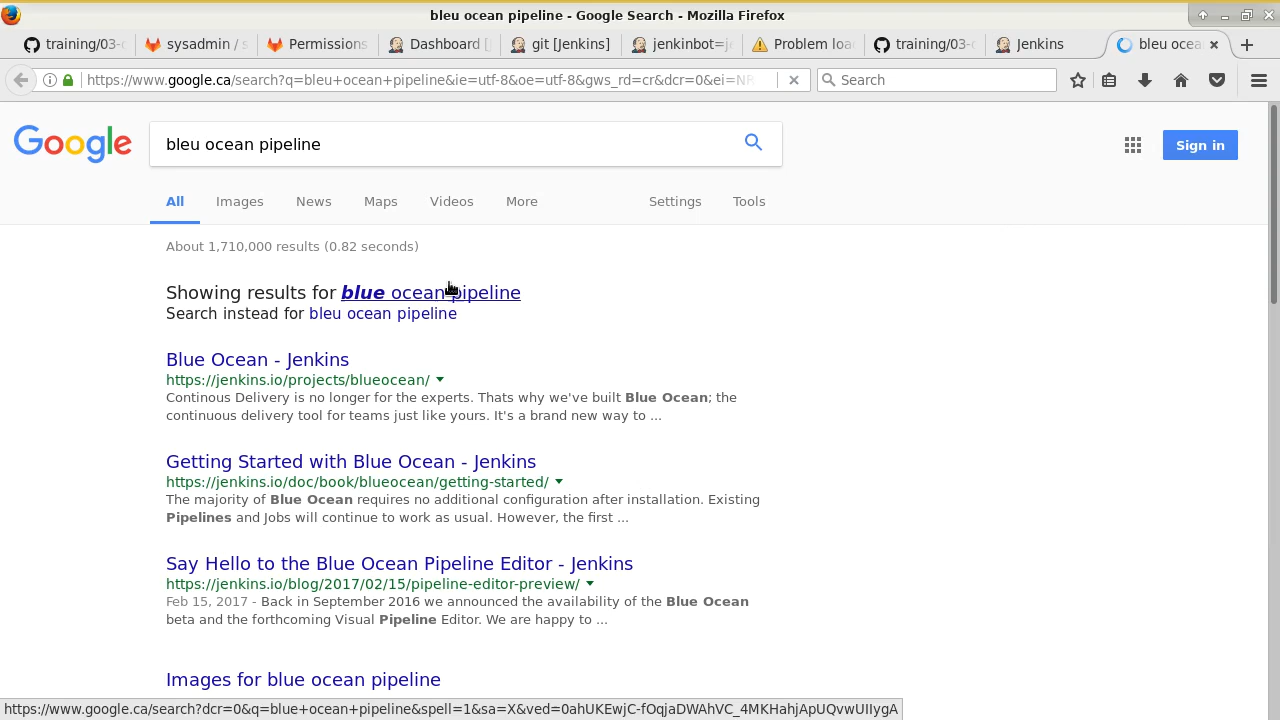 bleu ocean pipeline - Google Search - Mozilla Firefox
training/03-
sysadmin / s
Permissions
Dashboard [
git [Jenkins]
jenkinbot=j
Problem loa
training/03-
Jenkins
bleu ocea
https://www.google.ca/search?q=bleu+ocean+pipeline&ie=utf-8&oe=utf-8&gws_rd=cr&dcr=0&ei=NR
Search
Google
bleu ocean pipeline
Sign in
All Images News Maps Videos More Settings Tools
About 1,710,000 results (0.82 seconds)
Showing results for blue ocean pipeline
Search instead for bleu ocean pipeline
Blue Ocean - Jenkins
https://jenkins.io/projects/blueocean/
Continous Delivery is no longer for the experts. Thats why we've built Blue Ocean; the
continuous delivery tool for teams just like yours. It's a brand new way to ...
Getting Started with Blue Ocean - Jenkins
https://jenkins.io/doc/book/blueocean/getting-started/
The majority of Blue Ocean requires no additional configuration after installation. Existing
Pipelines and Jobs will continue to work as usual. However, the first ...
Say Hello to the Blue Ocean Pipeline Editor - Jenkins
https://jenkins.io/blog/2017/02/15/pipeline-editor-preview/
Feb 15, 2017 - Back in September 2016 we announced the availability of the Blue Ocean
beta and the forthcoming Visual Pipeline Editor. We are happy to ...
Images for blue ocean pipeline
https://www.google.ca/search?dcr=0&q=blue+ocean+pipeline&spell=1&sa=X&ved=0ahUKEwjC-fOqjaDWAhVC_4MKHahjApUQvwUIIygA